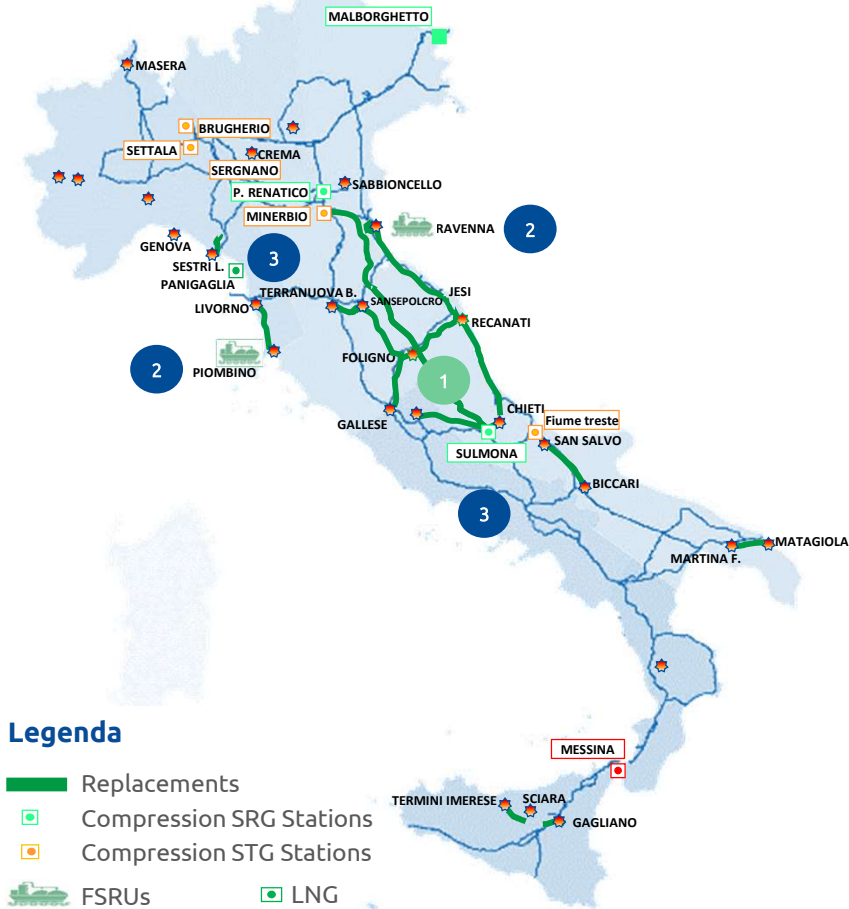 MALBORGHETTO
MASERA
BRUGHERIO
SETTALA
CREMA
SERGNANO
P. RENATICO
SABBIONCELLO
MINERBIO
RAVENNA
2
GENOVA
SESTRI L.
3
PANIGAGLIA
TERRANUOVA B.
SANSEPOLCRO
JESI
LIVORNO
RECANATI
FOLIGNO
2
PIOMBINO
1
CHIETI
GALLESE
Fiume treste
SAN SALVO
SULMONA
BICCARI
3
MATAGIOLA
MARTINA F.
Legenda
MESSINA
Replacements
TERMINI IMERESE
SCIARA
GAGLIANO
Compression SRG Stations
Compression STG Stations
FSRUs
LNG